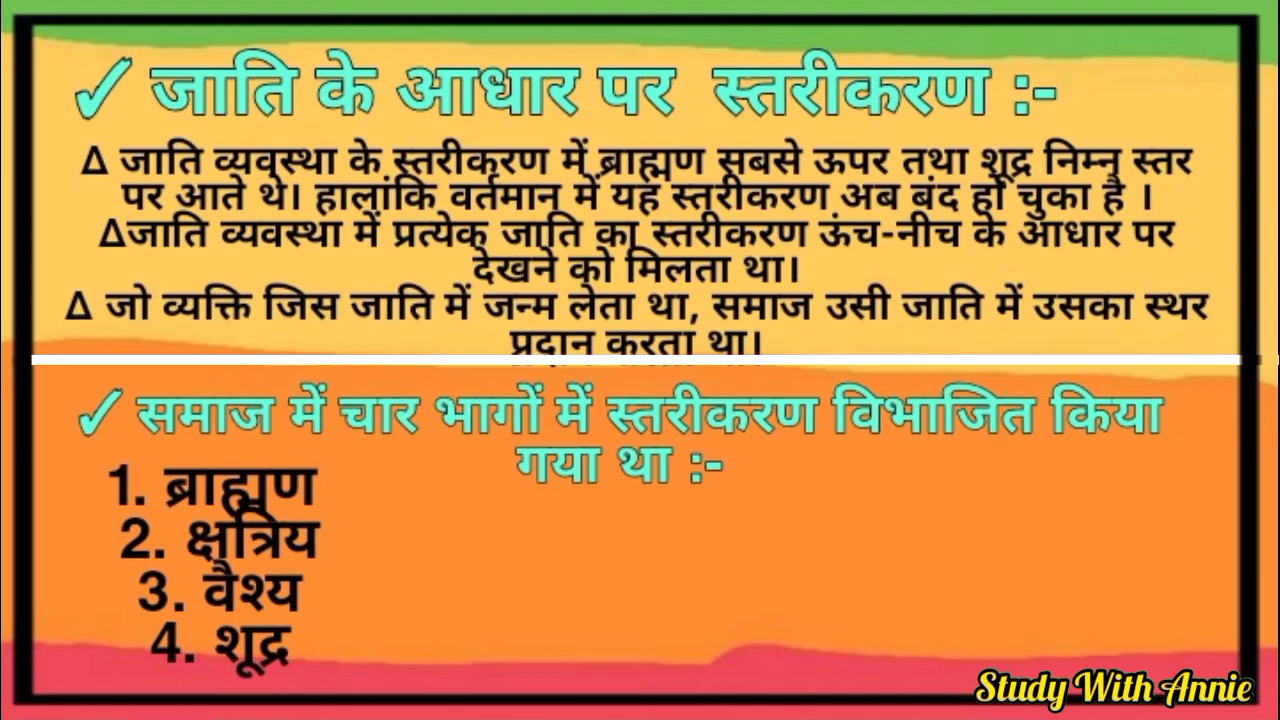 ✓ जाति के आधार पर स्तरीकरण :-
∆ जाति व्यवस्था के स्तरीकरण में ब्राह्मण सबसे ऊपर तथा शूद्र निम्न स्तर
पर आते थे। हालांकि वर्तमान में यह स्तरीकरण अब बंद हो चुका है ।
∆जाति व्यवस्था में प्रत्येक जाति का स्तरीकरण ऊंच-नीच के आधार पर
देखने को मिलता था।
∆ जो व्यक्ति जिस जाति में जन्म लेता था, समाज उसी जाति में उसका स्थर
प्रदान करता था।
✓ समाज में चार भागों में स्तरीकरण विभाजित किया
गया था :-
1. ब्राह्मण
2. क्षत्रिय
3. वैश्य
4. शूद्र
Study With Annie